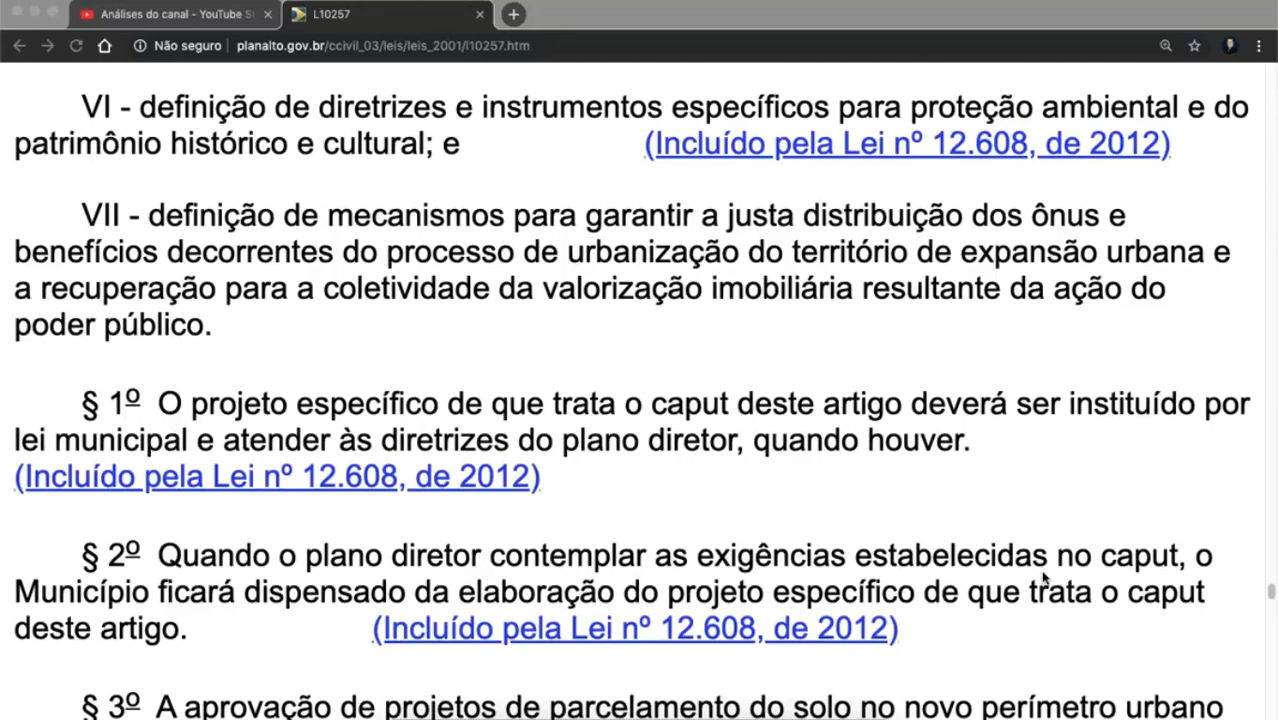 Análises do canal - YouTube S
L10257
Não seguro | planalto.gov.br/ccivil_03/leis/leis_2001/l10257.htm
VI - definição de diretrizes e instrumentos específicos para proteção ambiental e do
patrimônio histórico e cultural; e (Incluído pela Lei nº 12.608, de 2012)
VII - definição de mecanismos para garantir a justa distribuição dos ônus e
benefícios decorrentes do processo de urbanização do território de expansão urbana e
a recuperação para a coletividade da valorização imobiliária resultante da ação do
poder público.
§ 1º O projeto específico de que trata o caput deste artigo deverá ser instituído por
lei municipal e atender às diretrizes do plano diretor, quando houver.
(Incluído pela Lei nº 12.608, de 2012)
§ 2º Quando o plano diretor contemplar as exigências estabelecidas no caput, o
Município ficará dispensado da elaboração do projeto específico de que trata o caput
deste artigo. (Incluído pela Lei nº 12.608, de 2012)
§ 3º A aprovação de projetos de parcelamento do solo no novo perímetro urbano